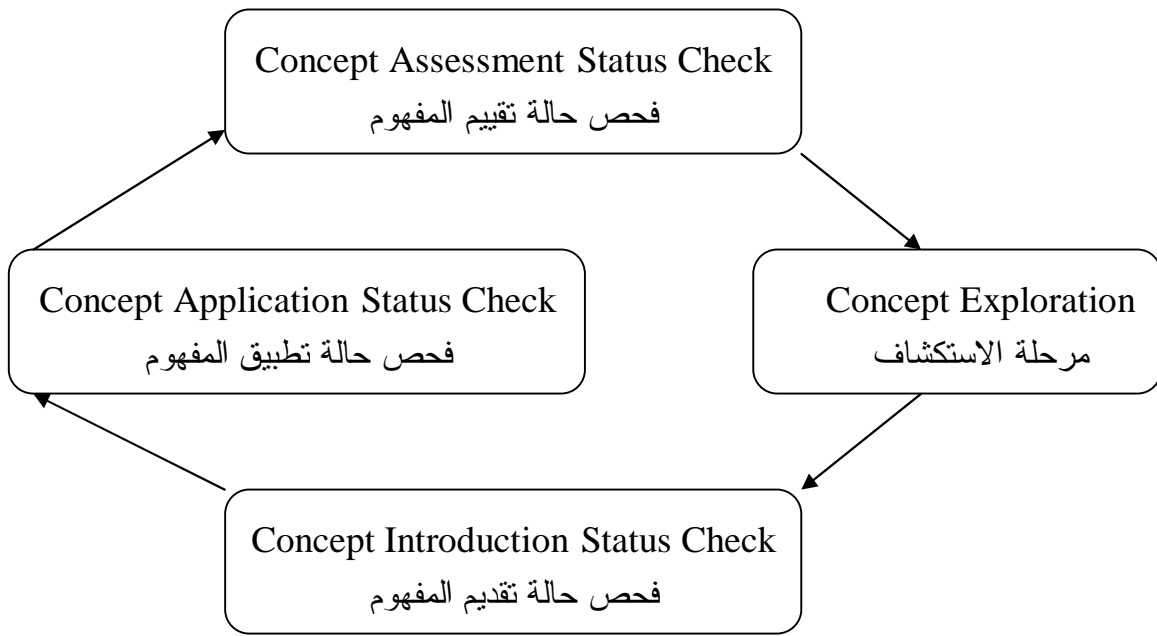 Concept Assessment Status Check
فحص حالة تقييم المفهوم
Concept Application Status Check
فحص حالة تطبيق المفهوم
Concept Exploration
مرحلة الاستكشاف
Concept Introduction Status Check
فحص حالة تقديم المفهوم